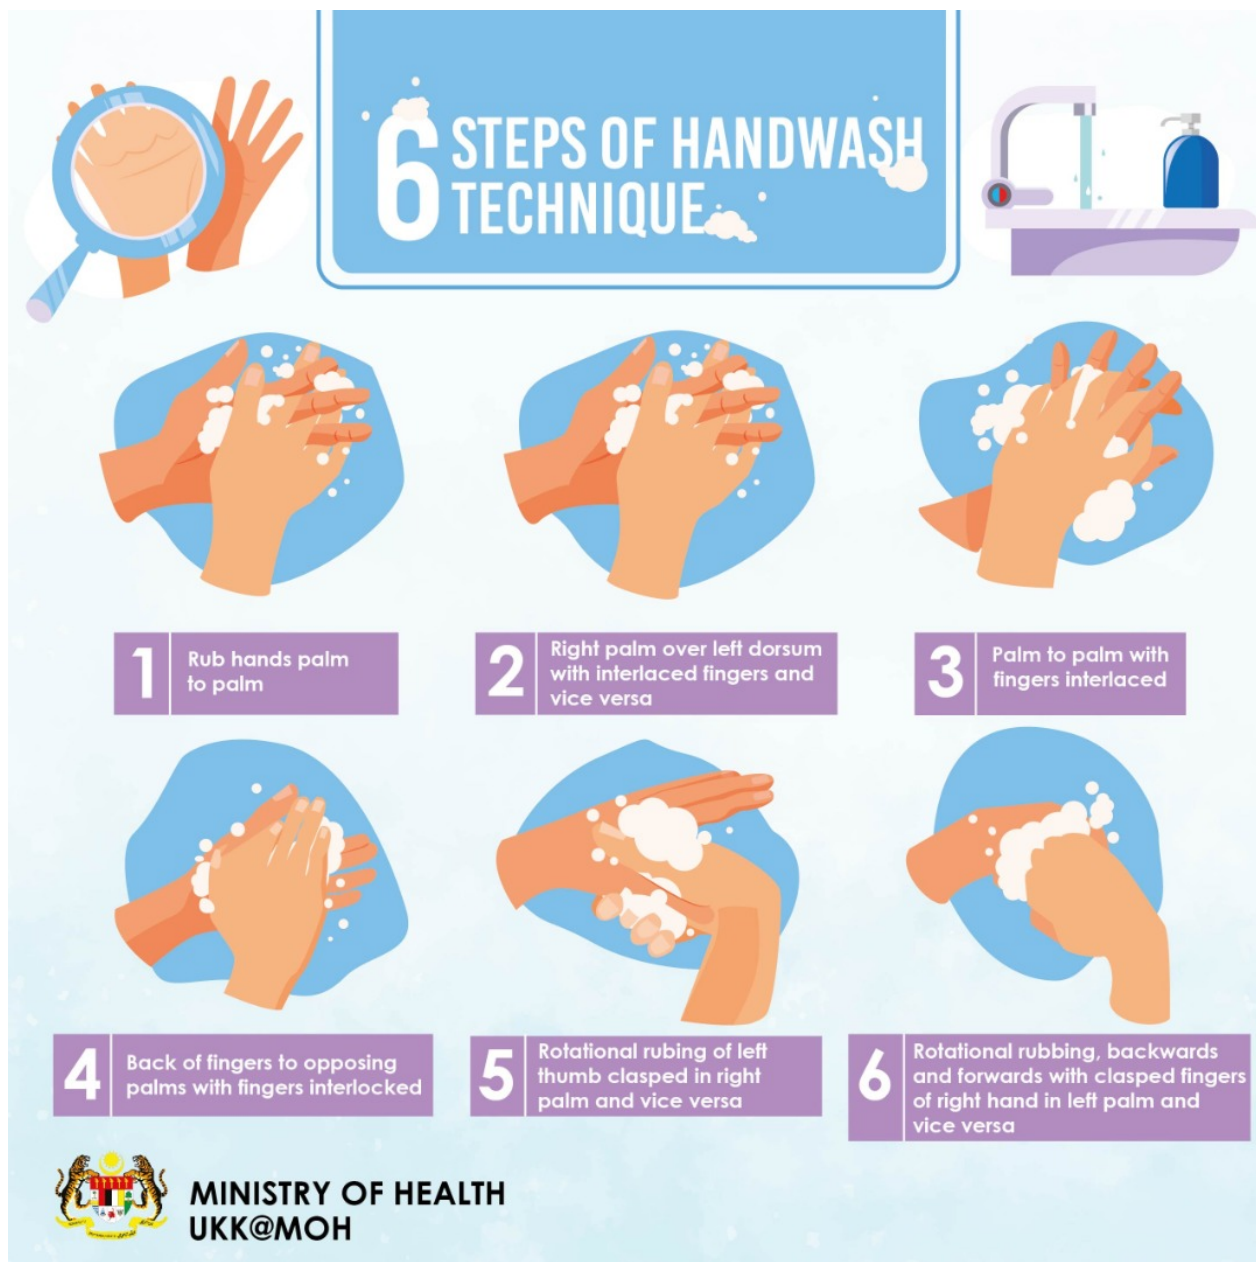 6 STEPS OF HANDWASH
TECHNIQUE
1 Rub hands palm
to palm
2 Right palm over left dorsum
with interlaced fingers and
vice versa
3 Palm to palm with
fingers interlaced
4 Back of fingers to opposing
palms with fingers interlocked
5 Rotational rubing of left
thumb clasped in right
palm and vice versa
6 Rotational rubbing, backwards
and forwards with clasped fingers
of right hand in left palm and
vice versa
MINISTRY OF HEALTH
UKK@MOH